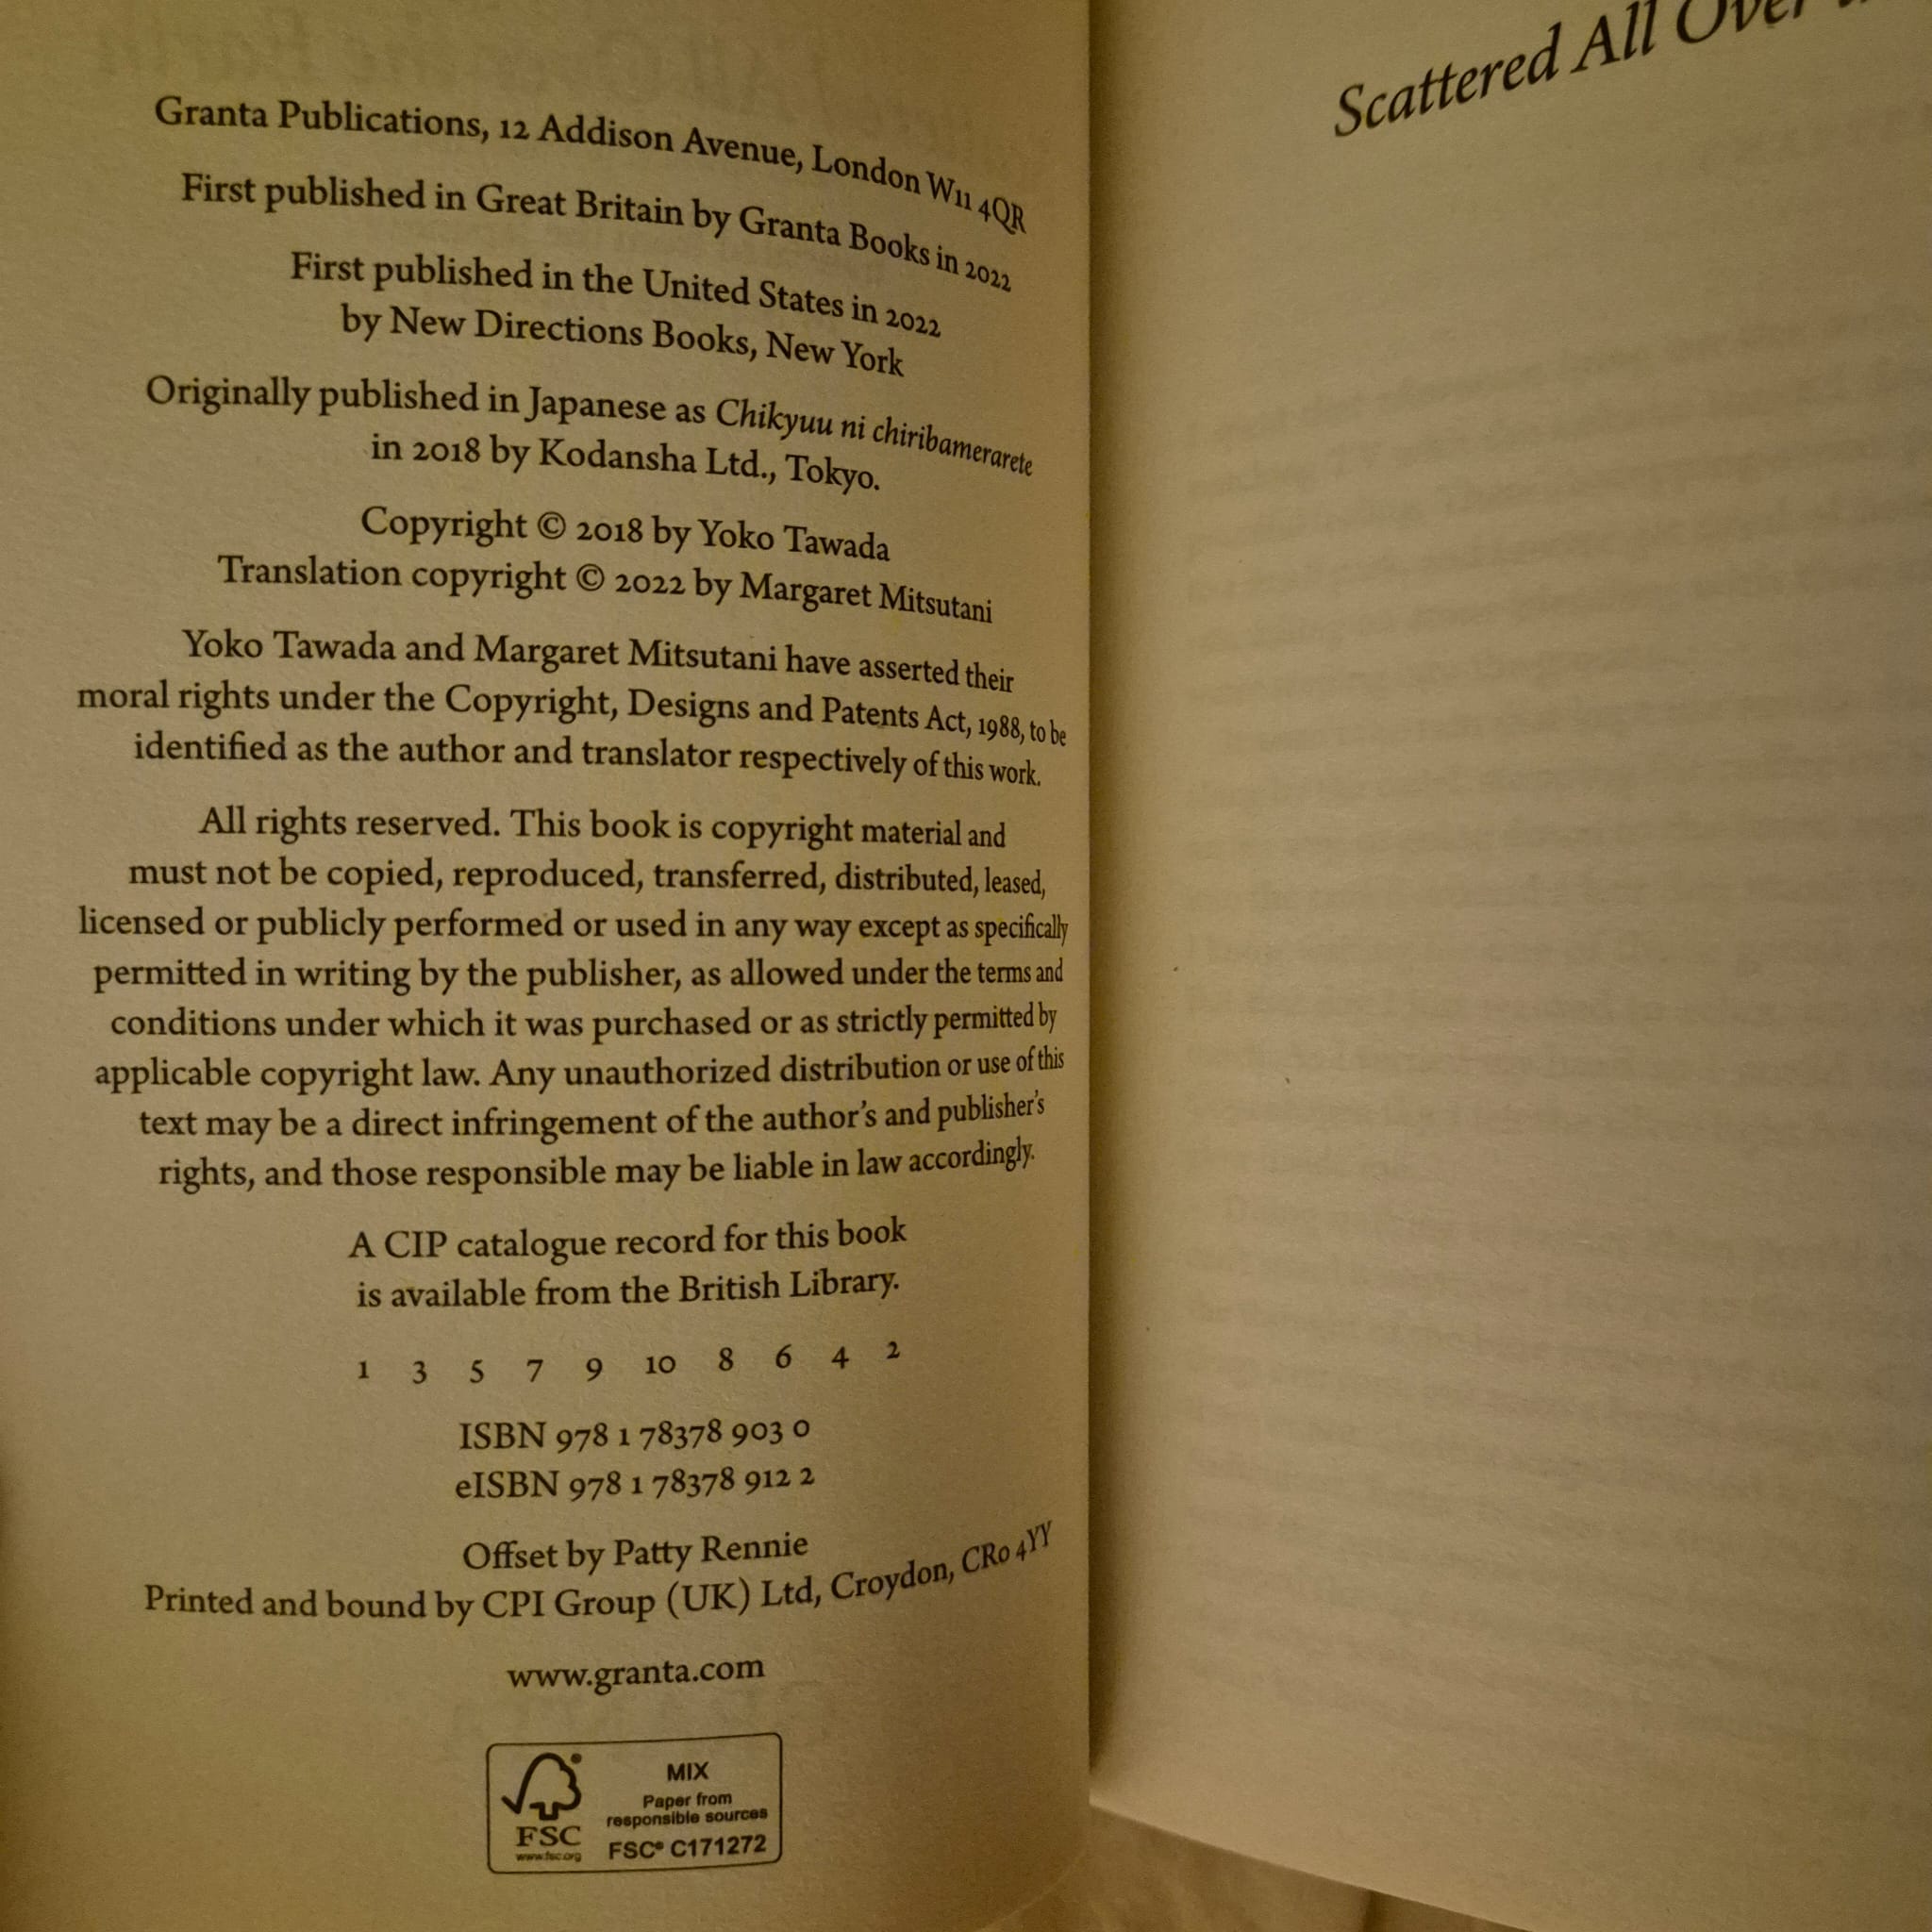 Granta Publications, 12 Addison Avenue, London W11 4QR
First published in Great Britain by Granta Books in 2022
First published in the United States in 2022
by New Directions Books, New York
Originally published in Japanese as Chikyuu ni chiribamerarete
in 2018 by Kodansha Ltd., Tokyo.
Copyright © 2018 by Yoko Tawada
Translation copyright © 2022 by Margaret Mitsutani
Yoko Tawada and Margaret Mitsutani have asserted their
moral rights under the Copyright, Designs and Patents Act, 1988, to be
identified as the author and translator respectively of this work.
All rights reserved. This book is copyright material and
must not be copied, reproduced, transferred, distributed, leased,
licensed or publicly performed or used in any way except as specifically
permitted in writing by the publisher, as allowed under the terms and
conditions under which it was purchased or as strictly permitted by
applicable copyright law. Any unauthorized distribution or use of this
text may be a direct infringement of the author's and publisher's
rights, and those responsible may be liable in law accordingly.
A CIP catalogue record for this book
is available from the British Library.
1 3 5 7 9 10 8 6 4 2
ISBN 978 1 78378 903 0
eISBN 978 1 78378 912 2
Offset by Patty Rennie
Printed and bound by CPI Group (UK) Ltd, Croydon, CR0 4YY
www.granta.com
FSC
www.fsc.org
MIX
Paper from
responsible sources
FSC® C171272
Scattered All Over